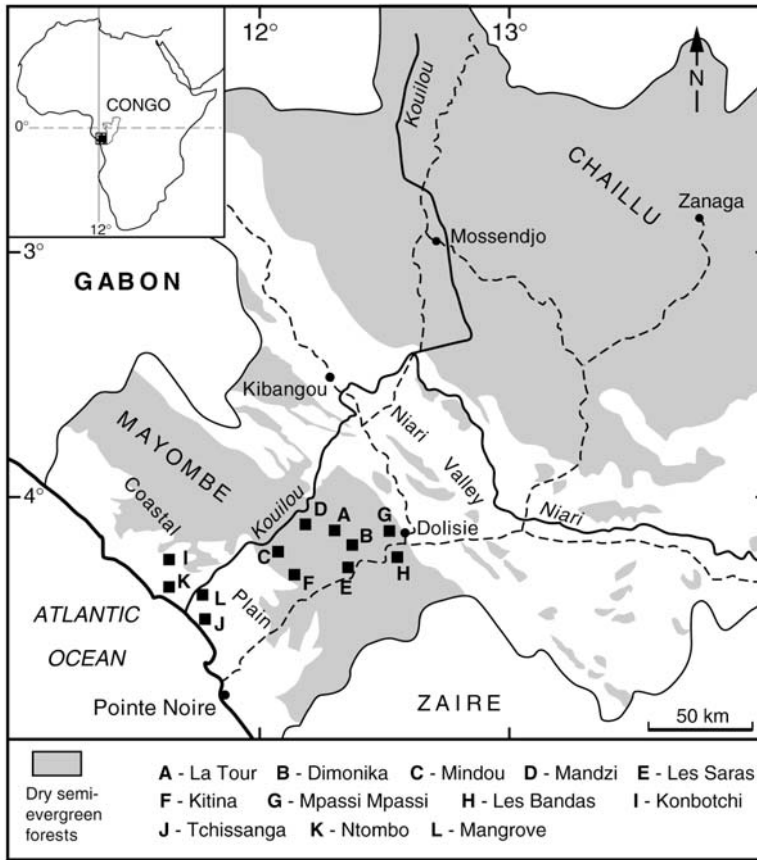 12°
13°
CONGO
0°
12°
N
Kouilou
CHAILLU
Zanaga
Mossendjo
3°
GABON
Kibangou
Niari
Valley
Niari
MAYOMBE
Coastal
Kouilou
4°
D
A
G
B
Dolisie
C
I
F
E
H
K
L
Plain
J
ATLANTIC
OCEAN
Pointe Noire
ZAIRE
50 km
Dry semi-
evergreen
forests
A - La Tour B - Dimonika C - Mindou D - Mandzi E - Les Saras
F - Kitina G - Mpassi Mpassi H - Les Bandas I - Konbotchi
J - Tchissanga K - Ntombo L - Mangrove